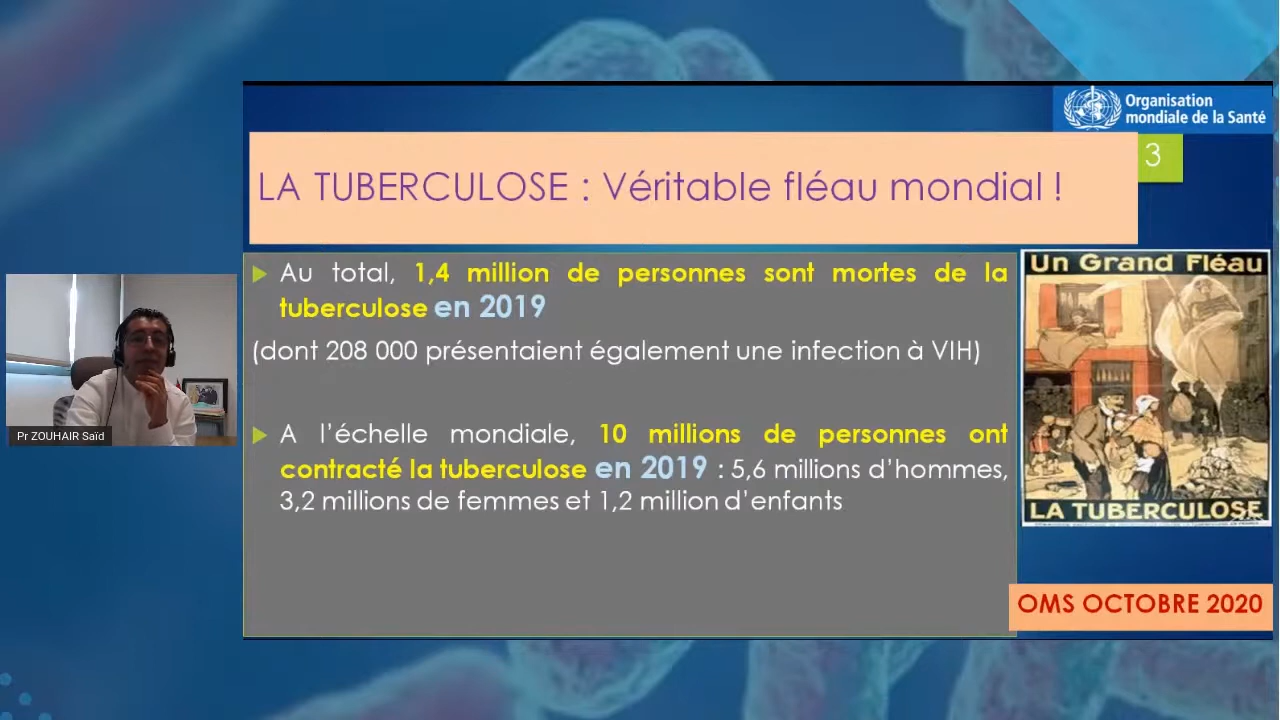 Organisation
mondiale de la Santé
3
LA TUBERCULOSE : Véritable fléau mondial !
Au total, 1,4 million de personnes sont mortes de la
tuberculose en 2019
(dont 208 000 présentaient également une infection à VIH)
A l’échelle mondiale, 10 millions de personnes ont
contracté la tuberculose en 2019 : 5,6 millions d’hommes,
3,2 millions de femmes et 1,2 million d’enfants
Un Grand Fléau
LA TUBERCULOSE
OMS OCTOBRE 2020
Pr ZOUHAIR Saïd